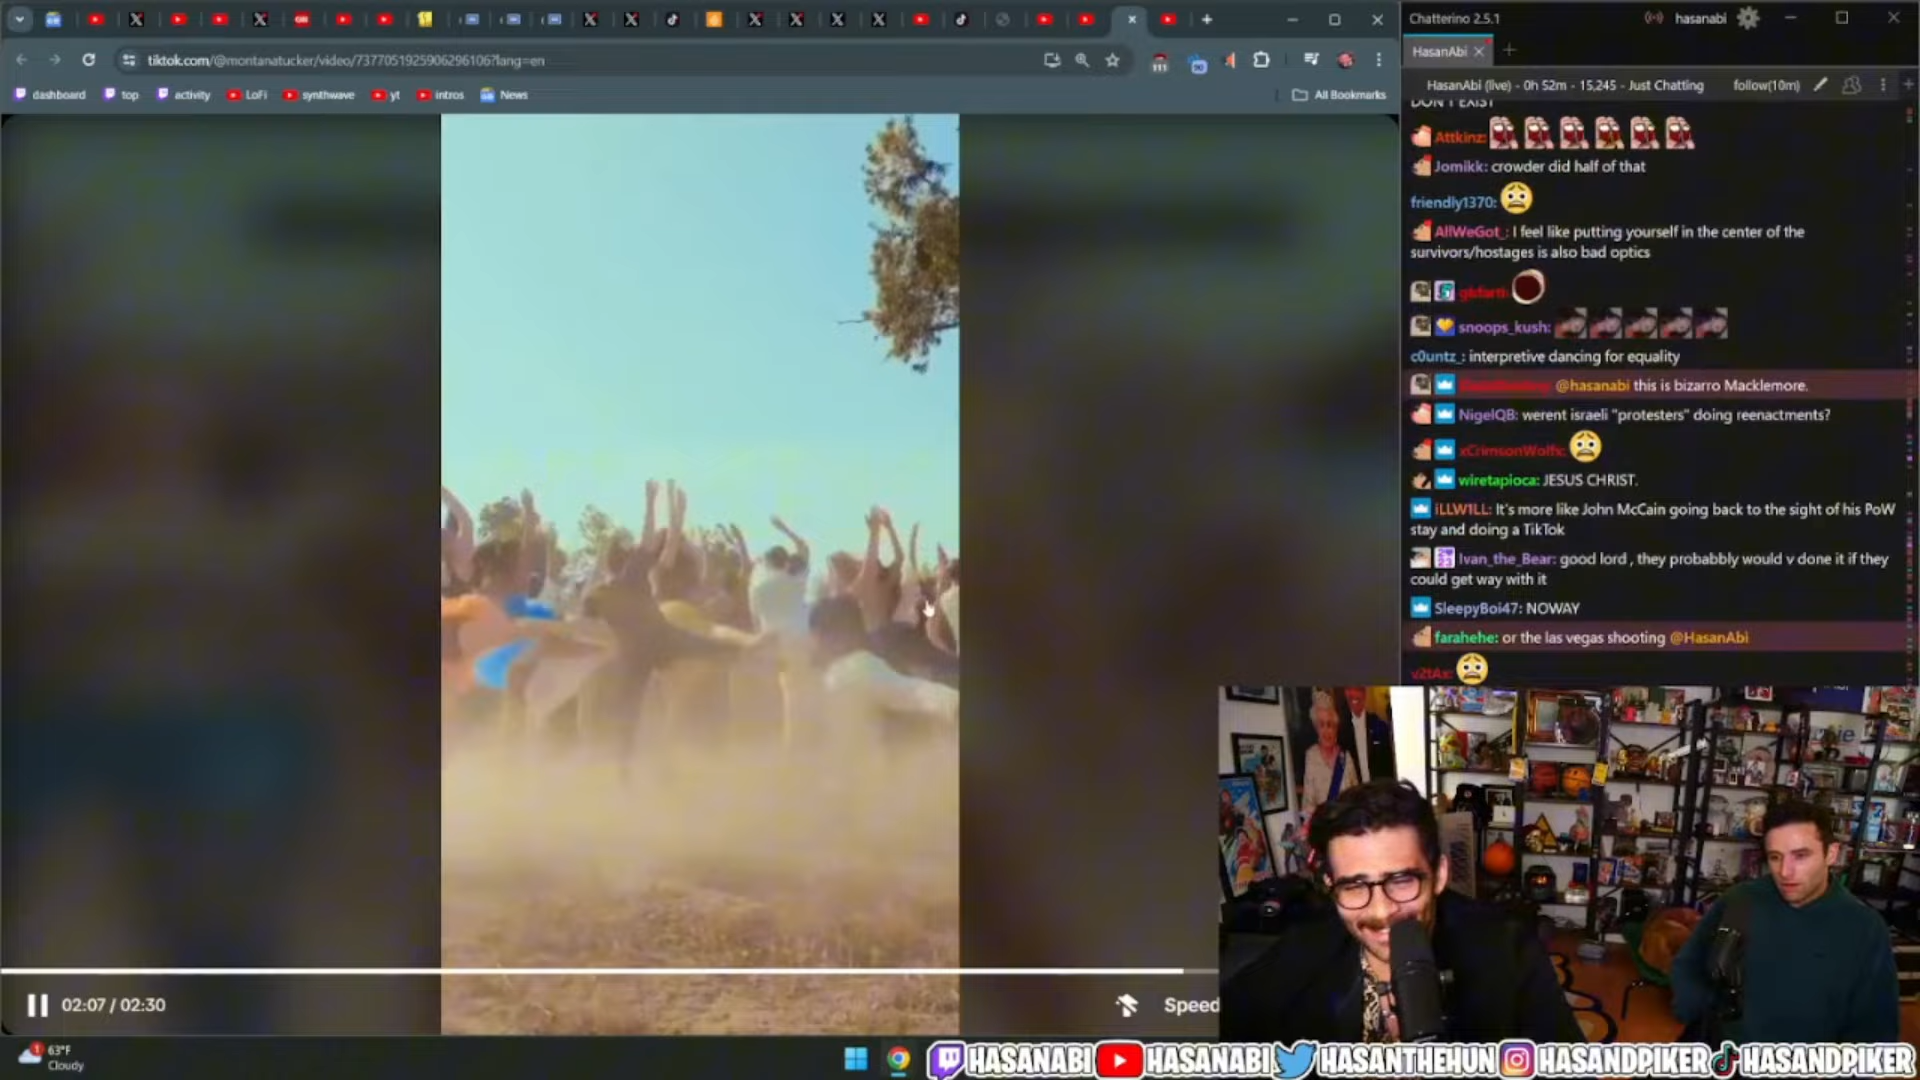 tiktok.com/@montanatucker/video/7377051925906296106?lang=en
dashboard top activity LoFi synthwave yt intros News All Bookmarks
02:07 / 02:30
Speed
63°F
Cloudy
Chatterino 2.5.1
hasanabi
HasanAbi
HasanAbi (live) - 0h 52m - 15,245 - Just Chatting follow(10m)
DON'T EXIST
Attkinz:
Jomikk: crowder did half of that
friendly1370:
AllWeGot_: I feel like putting yourself in the center of the
survivors/hostages is also bad optics
snoops_kush:
c0untz_: interpretive dancing for equality
@hasanabi this is bizarro Macklemore.
NigelQB: werent israeli "protesters" doing reenactments?
xCrimsonWolfx:
wiretapioca: JESUS CHRIST.
iLLW1LL: It's more like John McCain going back to the sight of his PoW
stay and doing a TikTok
Ivan_the_Bear: good lord , they probabbly would v done it if they
could get way with it
SleepyBoi47: NOWAY
farahehe: or the las vegas shooting @HasanAbi
v2tAx:
HASANABI HASANABI HASANTHEHUN HASANDPIKER HASANDPIKER